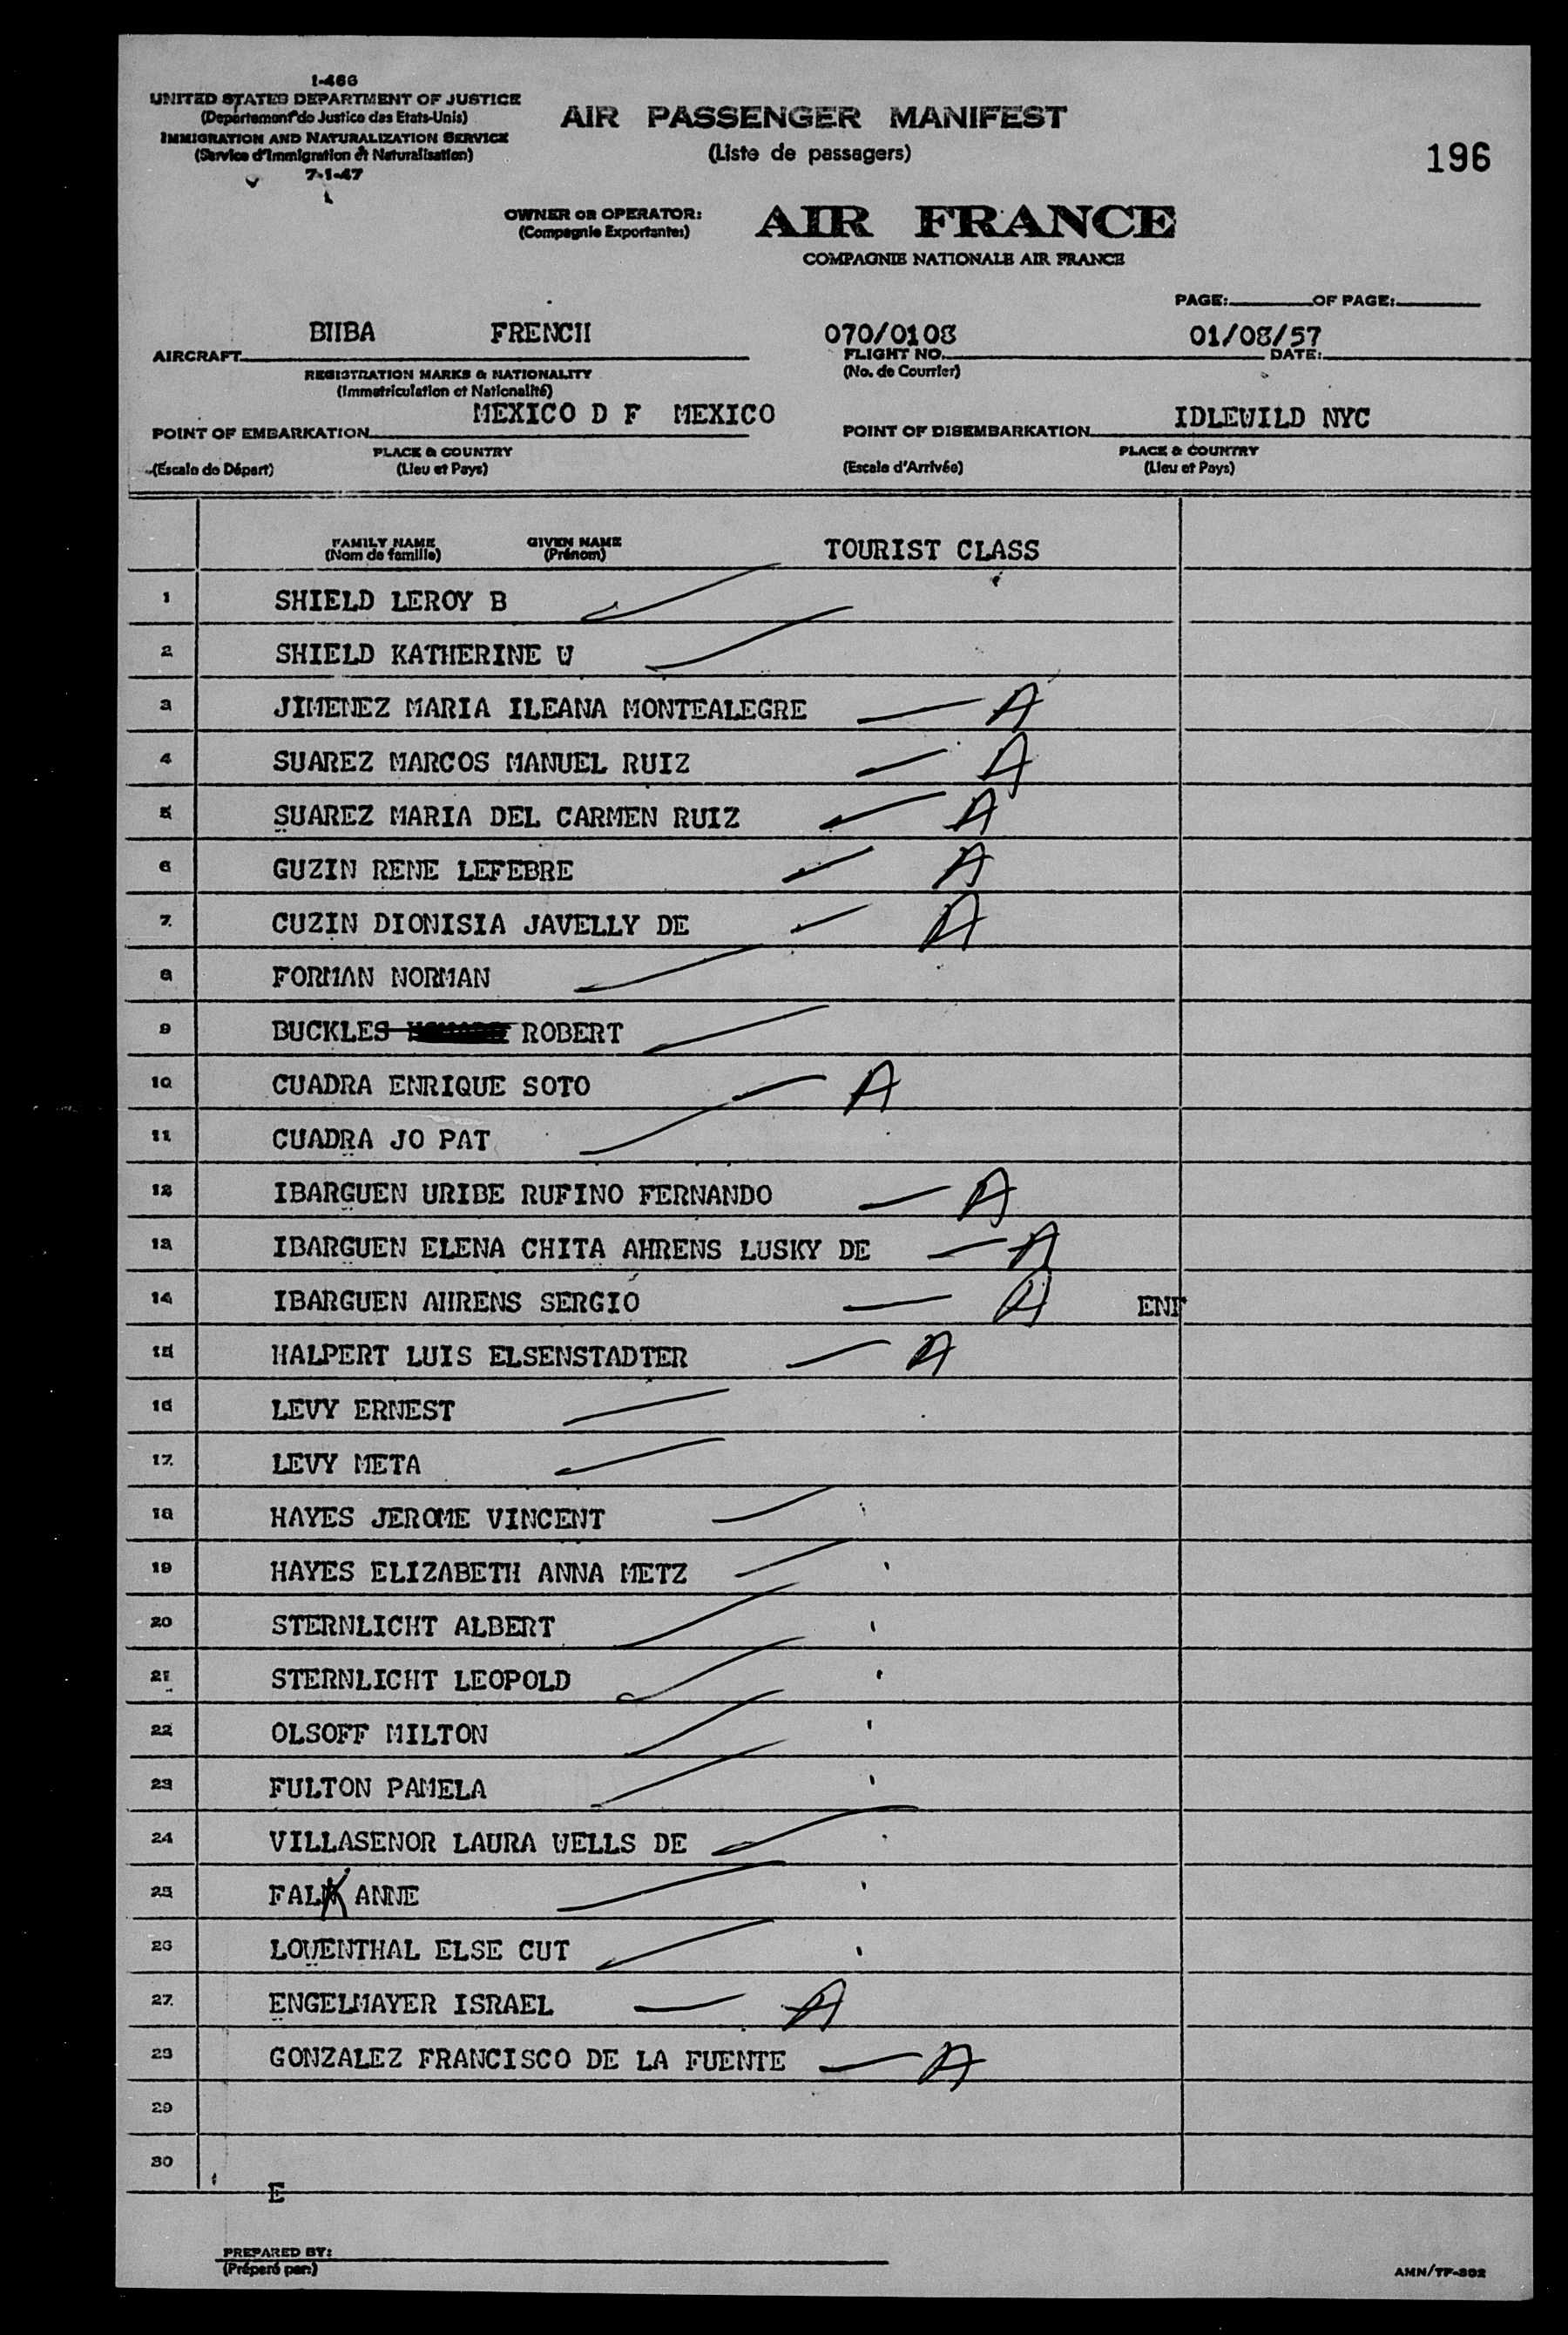 I-466
UNITED STATES DEPARTMENT OF JUSTICE
(Departemont do Justice des Etats-Unis)
IMMIGRATION AND NATURALIZATION SERVICE
(Service d'Immigration et Naturalisation)
7-1-47
AIR PASSENGER MANIFEST
(Liste de passagers)
196
OWNER OR OPERATOR: AIR FRANCE
(Compagnie Exportantes)
COMPAGNIE NATIONALE AIR FRANCE
PAGE: OF PAGE:
BHBA FRENCH 070/0108 01/08/57
AIRCRAFT FLIGHT NO. DATE:
REGISTRATION MARKS & NATIONALITY (No. de Courrier)
(Immatriculation et Nationalité)
MEXICO D F MEXICO IDLEWILD NYC
POINT OF EMBARKATION POINT OF DISEMBARKATION
PLACE & COUNTRY PLACE & COUNTRY
(Escale de Départ) (Lieu et Pays) (Escale d'Arrivée) (Lieu et Pays)
FAMILY NAME GIVEN NAME TOURIST CLASS
(Nom de famille) (Prénom)
1 SHIELD LEROY B
2 SHIELD KATHERINE W
3 JIMENEZ MARIA ILEANA MONTEALEGRE A
4 SUAREZ MARCOS MANUEL RUIZ A
5 SUAREZ MARIA DEL CARMEN RUIZ A
6 GUZIN RENE LEFEBRE A
7 CUZIN DIONISIA JAVELLY DE A
8 FORMAN NORMAN
9 BUCKLES ROBERT
10 CUADRA ENRIQUE SOTO A
11 CUADRA JO PAT
12 IBARGUEN URIBE RUFINO FERNANDO A
13 IBARGUEN ELENA CHITA AHRENS LUSKY DE A
14 IBARGUEN AHRENS SERGIO A ENF
15 HALPERT LUIS ELSENSTADTER A
16 LEVY ERNEST
17 LEVY META
18 HAYES JEROME VINCENT
19 HAYES ELIZABETH ANNA METZ
20 STERNLICHT ALBERT
21 STERNLICHT LEOPOLD
22 OLSOFF MILTON
23 FULTON PAMELA
24 VILLASENOR LAURA WELLS DE
25 FALK ANNE
26 LOWENTHAL ELSE CUT
27 ENGELMAYER ISRAEL A
28 GONZALEZ FRANCISCO DE LA FUENTE A
29
30
E
PREPARED BY:
(Préparé par:)
AMN/TF-302